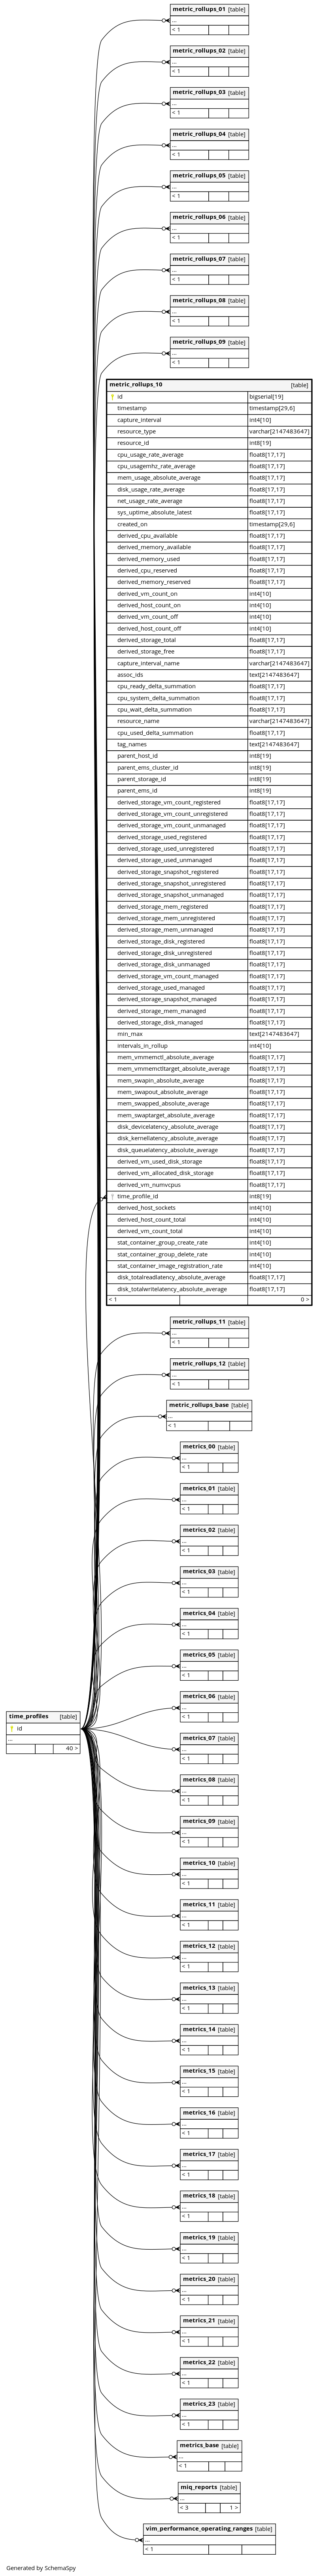 metric_rollups_01 [table]
...
< 1
metric_rollups_02 [table]
...
< 1
metric_rollups_03 [table]
...
< 1
metric_rollups_04 [table]
...
< 1
metric_rollups_05 [table]
...
< 1
metric_rollups_06 [table]
...
< 1
metric_rollups_07 [table]
...
< 1
metric_rollups_08 [table]
...
< 1
metric_rollups_09 [table]
...
< 1
metric_rollups_10 [table]
id bigserial[19]
timestamp timestamp[29,6]
capture_interval int4[10]
resource_type varchar[2147483647]
resource_id int8[19]
cpu_usage_rate_average float8[17,17]
cpu_usagemhz_rate_average float8[17,17]
mem_usage_absolute_average float8[17,17]
disk_usage_rate_average float8[17,17]
net_usage_rate_average float8[17,17]
sys_uptime_absolute_latest float8[17,17]
created_on timestamp[29,6]
derived_cpu_available float8[17,17]
derived_memory_available float8[17,17]
derived_memory_used float8[17,17]
derived_cpu_reserved float8[17,17]
derived_memory_reserved float8[17,17]
derived_vm_count_on int4[10]
derived_host_count_on int4[10]
derived_vm_count_off int4[10]
derived_host_count_off int4[10]
derived_storage_total float8[17,17]
derived_storage_free float8[17,17]
capture_interval_name varchar[2147483647]
assoc_ids text[2147483647]
cpu_ready_delta_summation float8[17,17]
cpu_system_delta_summation float8[17,17]
cpu_wait_delta_summation float8[17,17]
resource_name varchar[2147483647]
cpu_used_delta_summation float8[17,17]
tag_names text[2147483647]
parent_host_id int8[19]
parent_ems_cluster_id int8[19]
parent_storage_id int8[19]
parent_ems_id int8[19]
derived_storage_vm_count_registered float8[17,17]
derived_storage_vm_count_unregistered float8[17,17]
derived_storage_vm_count_unmanaged float8[17,17]
derived_storage_used_registered float8[17,17]
derived_storage_used_unregistered float8[17,17]
derived_storage_used_unmanaged float8[17,17]
derived_storage_snapshot_registered float8[17,17]
derived_storage_snapshot_unregistered float8[17,17]
derived_storage_snapshot_unmanaged float8[17,17]
derived_storage_mem_registered float8[17,17]
derived_storage_mem_unregistered float8[17,17]
derived_storage_mem_unmanaged float8[17,17]
derived_storage_disk_registered float8[17,17]
derived_storage_disk_unregistered float8[17,17]
derived_storage_disk_unmanaged float8[17,17]
derived_storage_vm_count_managed float8[17,17]
derived_storage_used_managed float8[17,17]
derived_storage_snapshot_managed float8[17,17]
derived_storage_mem_managed float8[17,17]
derived_storage_disk_managed float8[17,17]
min_max text[2147483647]
intervals_in_rollup int4[10]
mem_vmmemctl_absolute_average float8[17,17]
mem_vmmemctltarget_absolute_average float8[17,17]
mem_swapin_absolute_average float8[17,17]
mem_swapout_absolute_average float8[17,17]
mem_swapped_absolute_average float8[17,17]
mem_swaptarget_absolute_average float8[17,17]
disk_devicelatency_absolute_average float8[17,17]
disk_kernellatency_absolute_average float8[17,17]
disk_queuelatency_absolute_average float8[17,17]
derived_vm_used_disk_storage float8[17,17]
derived_vm_allocated_disk_storage float8[17,17]
derived_vm_numvcpus float8[17,17]
time_profile_id int8[19]
derived_host_sockets int4[10]
derived_host_count_total int4[10]
derived_vm_count_total int4[10]
stat_container_group_create_rate int4[10]
stat_container_group_delete_rate int4[10]
stat_container_image_registration_rate int4[10]
disk_totalreadlatency_absolute_average float8[17,17]
disk_totalwritelatency_absolute_average float8[17,17]
< 1 0 >
metric_rollups_11 [table]
...
< 1
metric_rollups_12 [table]
...
< 1
metric_rollups_base [table]
...
< 1
metrics_00 [table]
...
< 1
metrics_01 [table]
...
< 1
metrics_02 [table]
...
< 1
metrics_03 [table]
...
< 1
metrics_04 [table]
...
< 1
metrics_05 [table]
...
< 1
metrics_06 [table]
...
< 1
time_profiles [table]
id
...
40 >
metrics_07 [table]
...
< 1
metrics_08 [table]
...
< 1
metrics_09 [table]
...
< 1
metrics_10 [table]
...
< 1
metrics_11 [table]
...
< 1
metrics_12 [table]
...
< 1
metrics_13 [table]
...
< 1
metrics_14 [table]
...
< 1
metrics_15 [table]
...
< 1
metrics_16 [table]
...
< 1
metrics_17 [table]
...
< 1
metrics_18 [table]
...
< 1
metrics_19 [table]
...
< 1
metrics_20 [table]
...
< 1
metrics_21 [table]
...
< 1
metrics_22 [table]
...
< 1
metrics_23 [table]
...
< 1
metrics_base [table]
...
< 1
miq_reports [table]
...
< 3 1 >
vim_performance_operating_ranges [table]
...
< 1
Generated by SchemaSpy